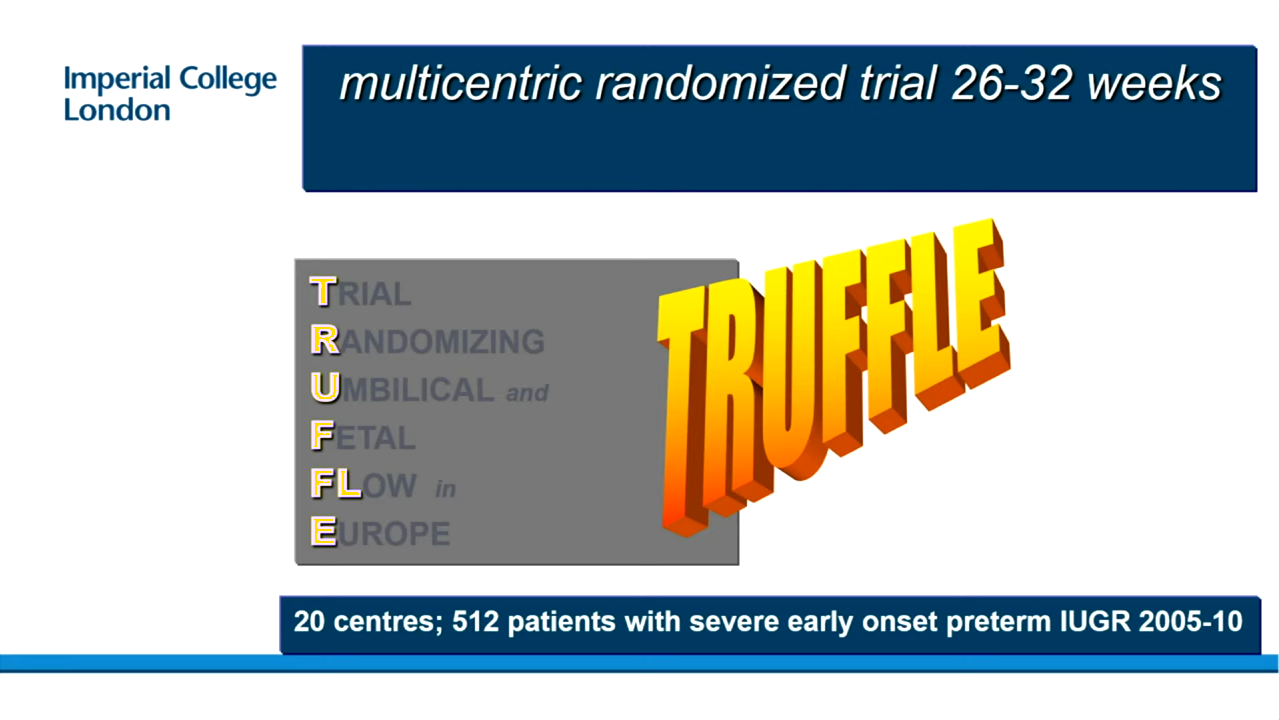 Imperial College
London
multicentric randomized trial 26-32 weeks
TRIAL
RANDOMIZING
UMBILICAL and
FETAL
FLOW in
EUROPE
TRUFFLE
20 centres; 512 patients with severe early onset preterm IUGR 2005-10